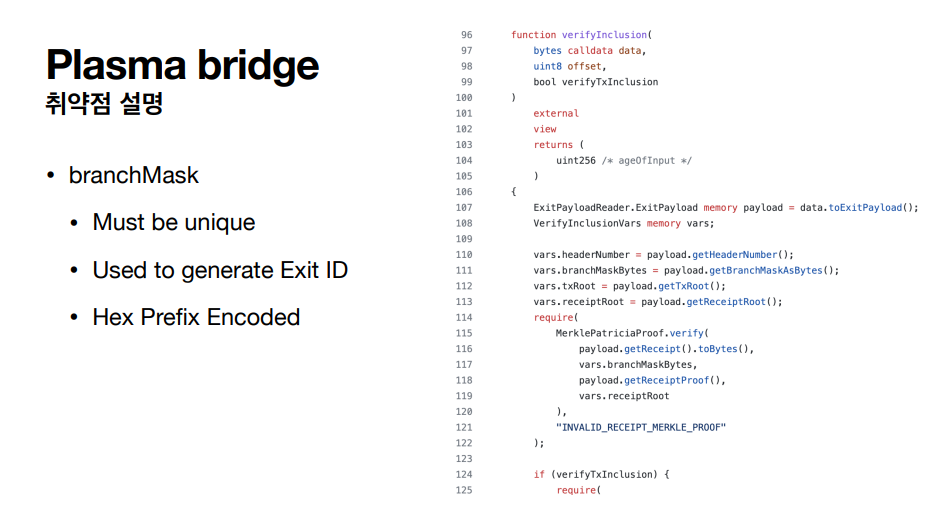 Plasma bridge
취약점 설명
• branchMask
• Must be unique
• Used to generate Exit ID
• Hex Prefix Encoded
96 function verifyInclusion(
97 bytes calldata data,
98 uint8 offset,
99 bool verifyTxInclusion
100 )
101 external
102 view
103 returns (
104 uint256 /* ageOfInput */
105 )
106 {
107 ExitPayloadReader.ExitPayload memory payload = data.toExitPayload();
108 VerifyInclusionVars memory vars;
109
110 vars.headerNumber = payload.getHeaderNumber();
111 vars.branchMaskBytes = payload.getBranchMaskAsBytes();
112 vars.txRoot = payload.getTxRoot();
113 vars.receiptRoot = payload.getReceiptRoot();
114 require(
115 MerklePatriciaProof.verify(
116 payload.getReceipt().toBytes(),
117 vars.branchMaskBytes,
118 payload.getReceiptProof(),
119 vars.receiptRoot
120 ),
121 "INVALID_RECEIPT_MERKLE_PROOF"
122 );
123
124 if (verifyTxInclusion) {
125 require(